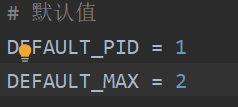 # 默认值
DEFAULT_PID = 1
DEFAULT_MAX = 2